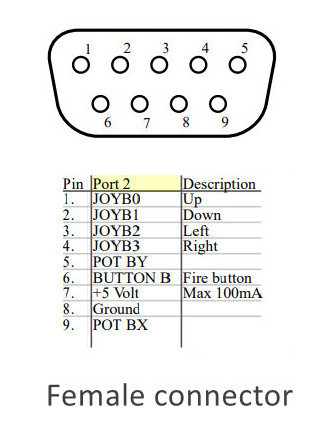 1 2 3 4 5
6 7 8 9
Pin Port 2 Description
1. JOYB0 Up
2. JOYB1 Down
3. JOYB2 Left
4. JOYB3 Right
5. POT BY
6. BUTTON B Fire button
7. +5 Volt Max 100mA
8. Ground
9. POT BX
Female connector